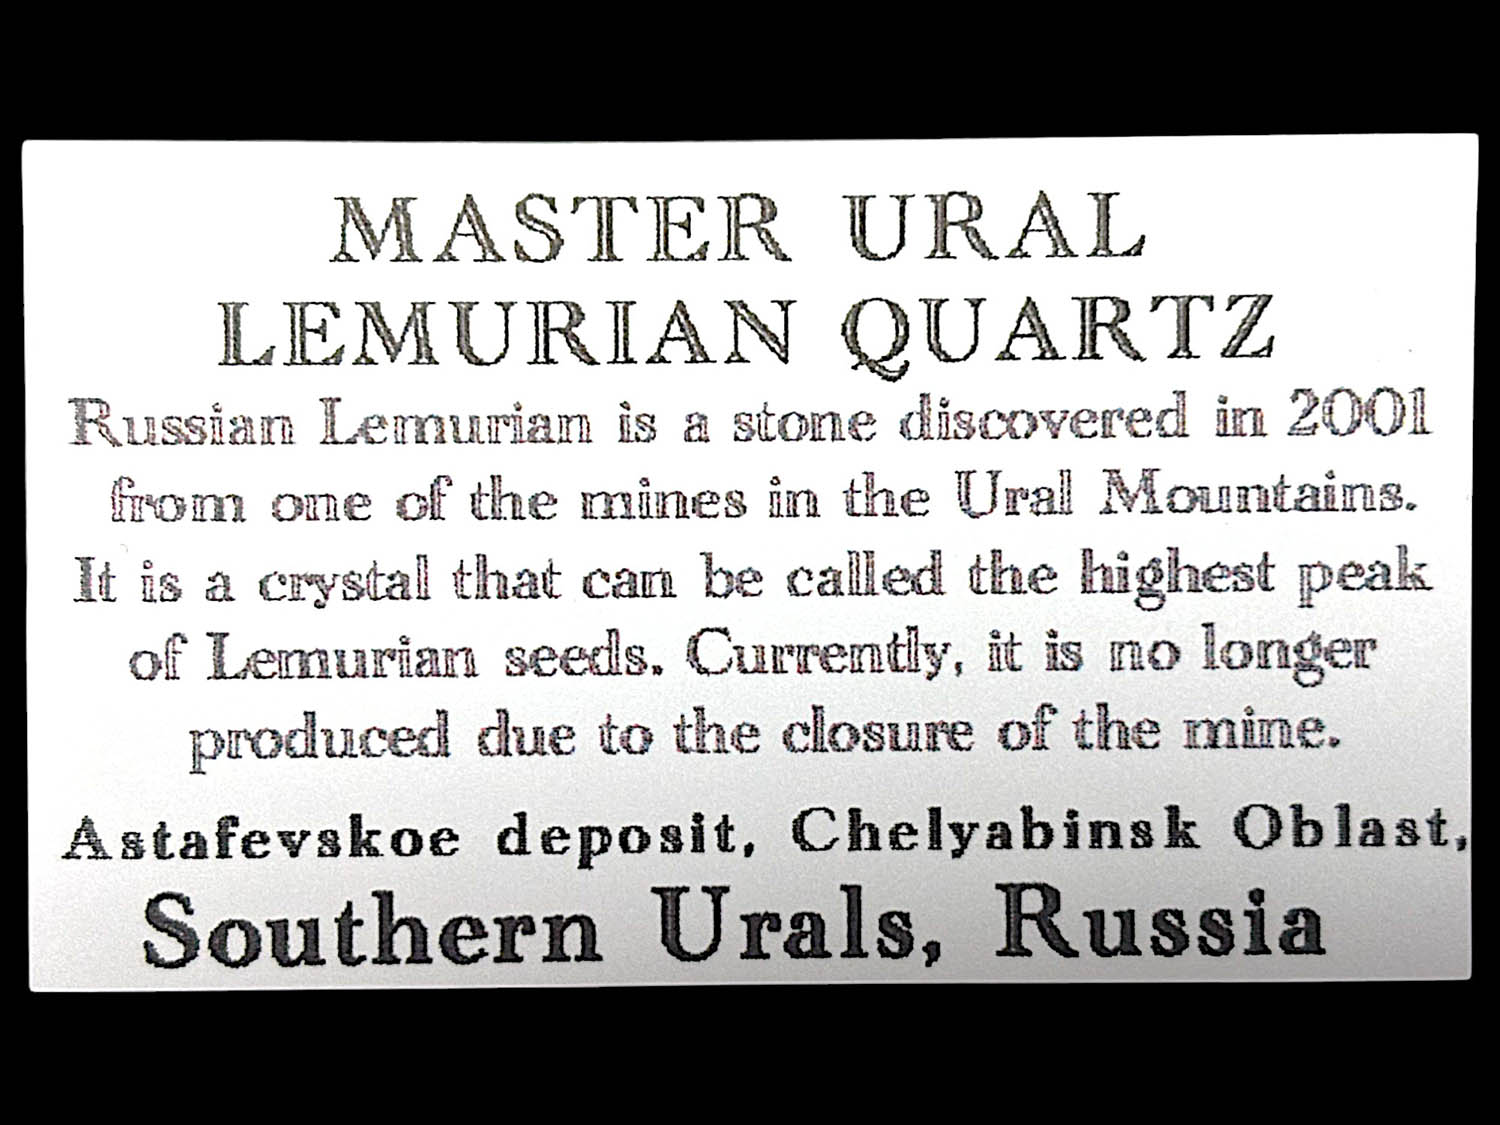 MASTER URAL
LEMURIAN QUARTZ
Russian Lemurian is a stone discovered in 2001
from one of the mines in the Ural Mountains.
It is a crystal that can be called the highest peak
of Lemurian seeds. Currently, it is no longer
produced due to the closure of the mine.
Astafevskoe deposit, Chelyabinsk Oblast,
Southern Urals, Russia